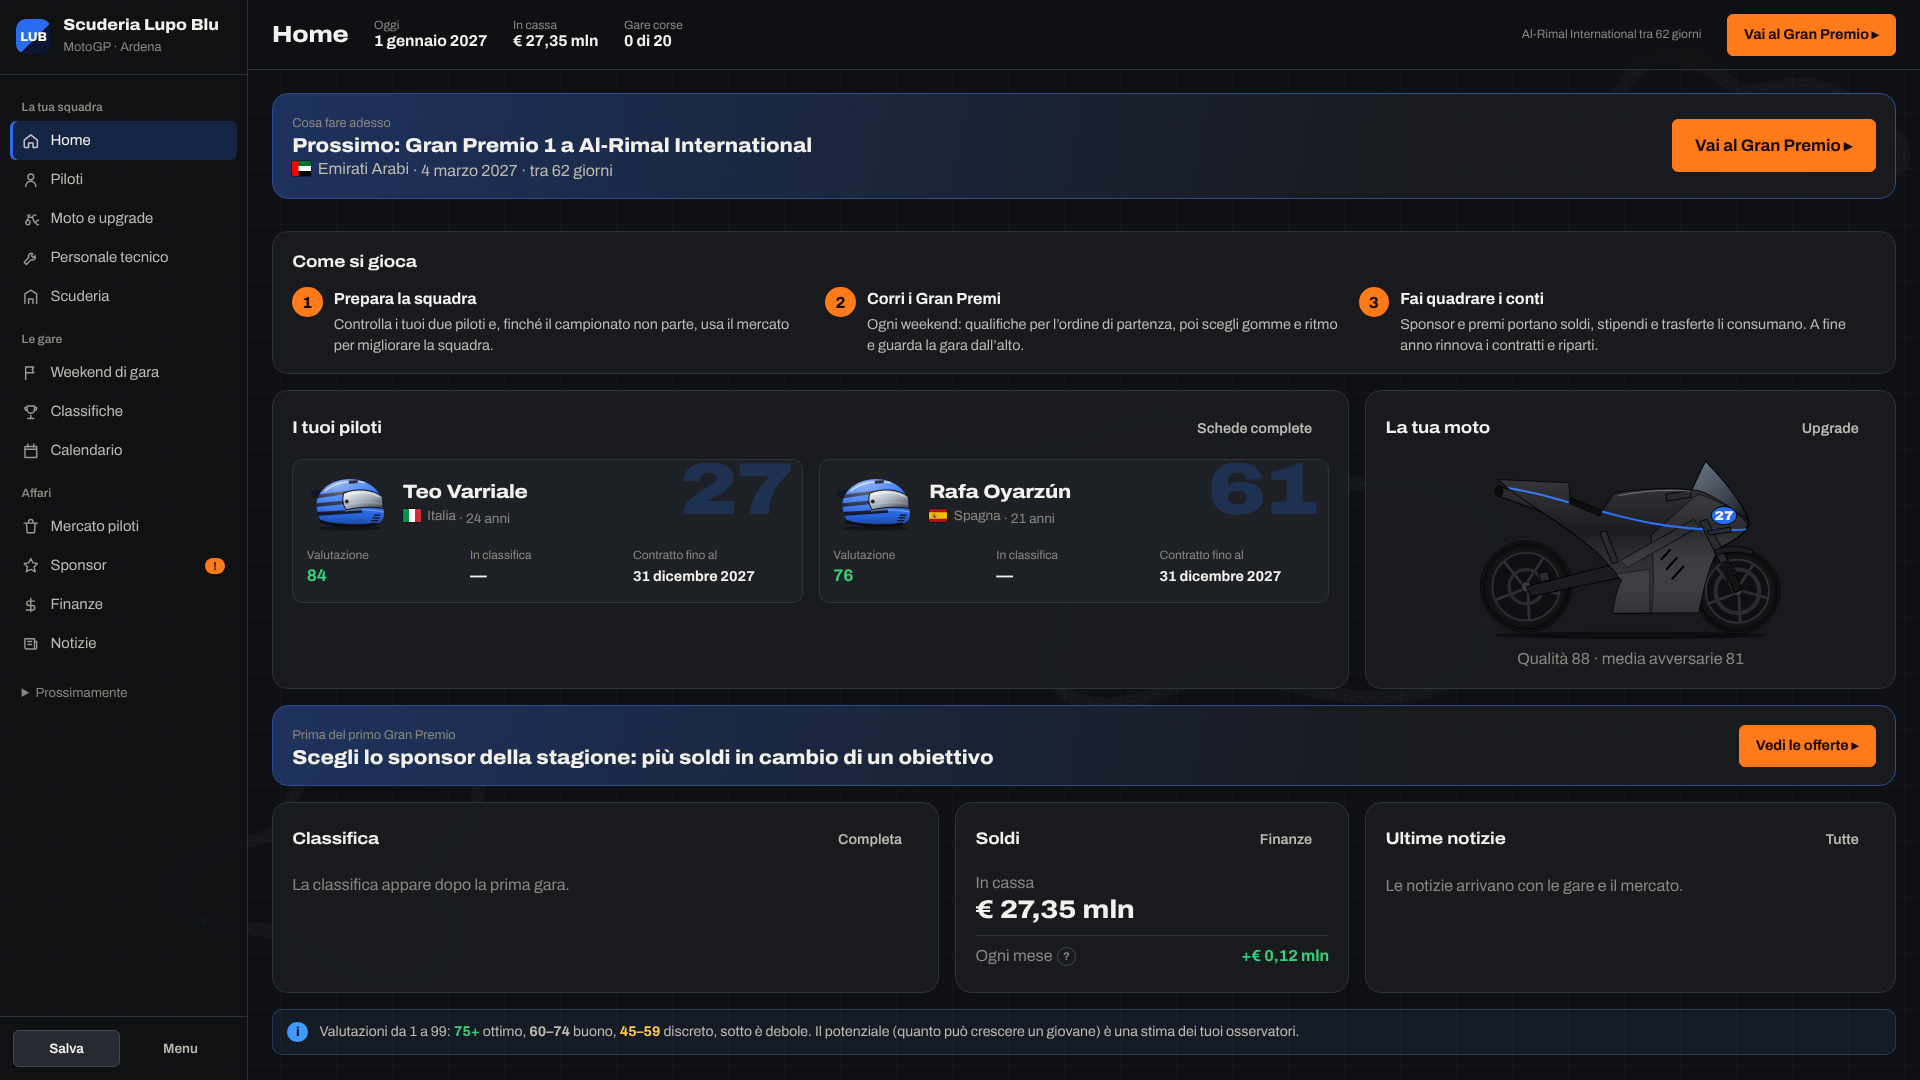 LUB
Scuderia Lupo Blu
MotoGP · Ardena
La tua squadra
Home
Piloti
Moto e upgrade
Personale tecnico
Scuderia
Le gare
Weekend di gara
Classifiche
Calendario
Affari
Mercato piloti
Sponsor !
Finanze
Notizie
▶ Prossimamente
Salva
Menu
Home
Oggi
1 gennaio 2027
In cassa
€ 27,35 mln
Gare corse
0 di 20
Al-Rimal International tra 62 giorni
Vai al Gran Premio ▸
Cosa fare adesso
Prossimo: Gran Premio 1 a Al-Rimal International
Emirati Arabi · 4 marzo 2027 · tra 62 giorni
Vai al Gran Premio ▸
Come si gioca
1 Prepara la squadra
Controlla i tuoi due piloti e, finché il campionato non parte, usa il mercato
per migliorare la squadra.
2 Corri i Gran Premi
Ogni weekend: qualifiche per l'ordine di partenza, poi scegli gomme e ritmo
e guarda la gara dall'alto.
3 Fai quadrare i conti
Sponsor e premi portano soldi, stipendi e trasferte li consumano. A fine
anno rinnova i contratti e riparti.
I tuoi piloti
Schede complete
Teo Varriale
27
Italia · 24 anni
Valutazione
84
In classifica
—
Contratto fino al
31 dicembre 2027
Rafa Oyarzún
61
Spagna · 21 anni
Valutazione
76
In classifica
—
Contratto fino al
31 dicembre 2027
La tua moto
Upgrade
27
Qualità 88 · media avversarie 81
Prima del primo Gran Premio
Scegli lo sponsor della stagione: più soldi in cambio di un obiettivo
Vedi le offerte ▸
Classifica
Completa
La classifica appare dopo la prima gara.
Soldi
Finanze
In cassa
€ 27,35 mln
Ogni mese ?
+€ 0,12 mln
Ultime notizie
Tutte
Le notizie arrivano con le gare e il mercato.
i Valutazioni da 1 a 99: 75+ ottimo, 60–74 buono, 45–59 discreto, sotto è debole. Il potenziale (quanto può crescere un giovane) è una stima dei tuoi osservatori.